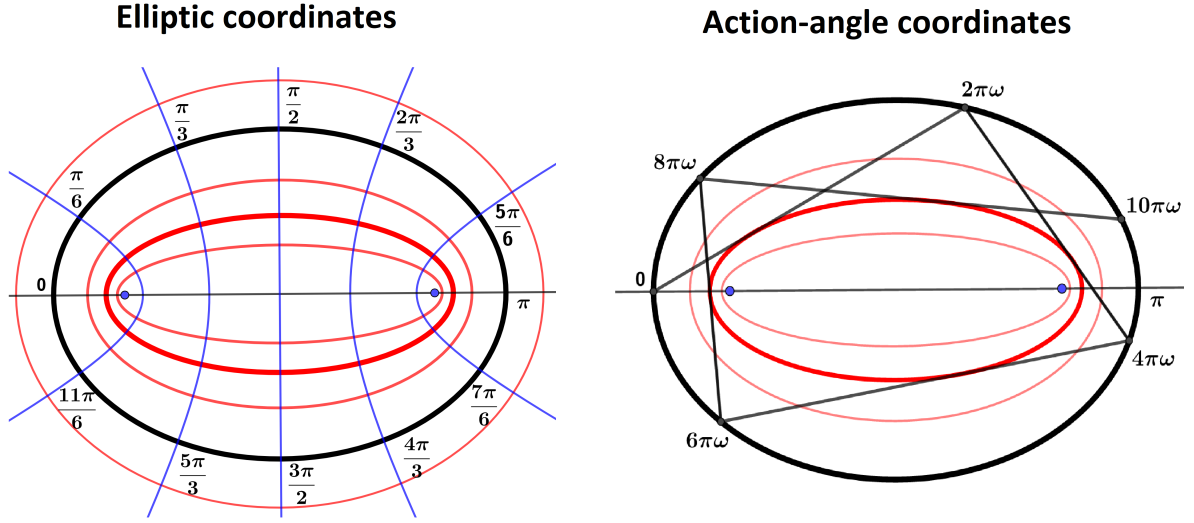 Elliptic coordinates
Action-angle coordinates
π/2
π/3
2π/3
π/6
5π/6
0
π
11π/6
7π/6
5π/3
4π/3
3π/2
2πω
8πω
10πω
0
π
4πω
6πω